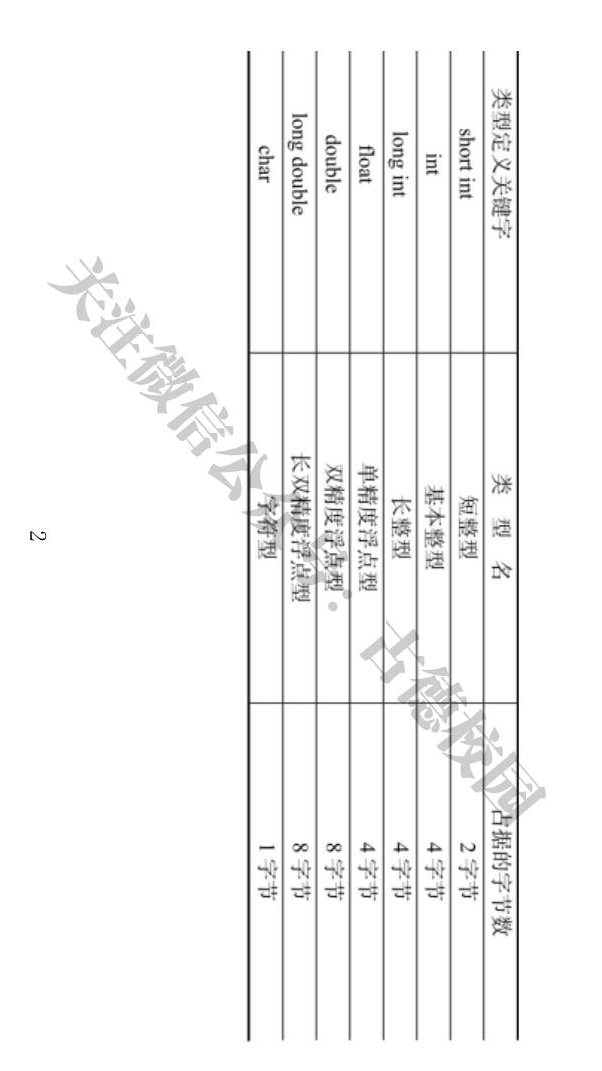 类型定义关键字 类 型 名 占据的字节数
short int 短整型 2 字节
int 基本整型 4 字节
long int 长整型 4 字节
float 单精度浮点型 4 字节
double 双精度浮点型 8 字节
long double 长双精度浮点型 8 字节
char 字符型 1 字节
关注微信公众号：古德校园
2